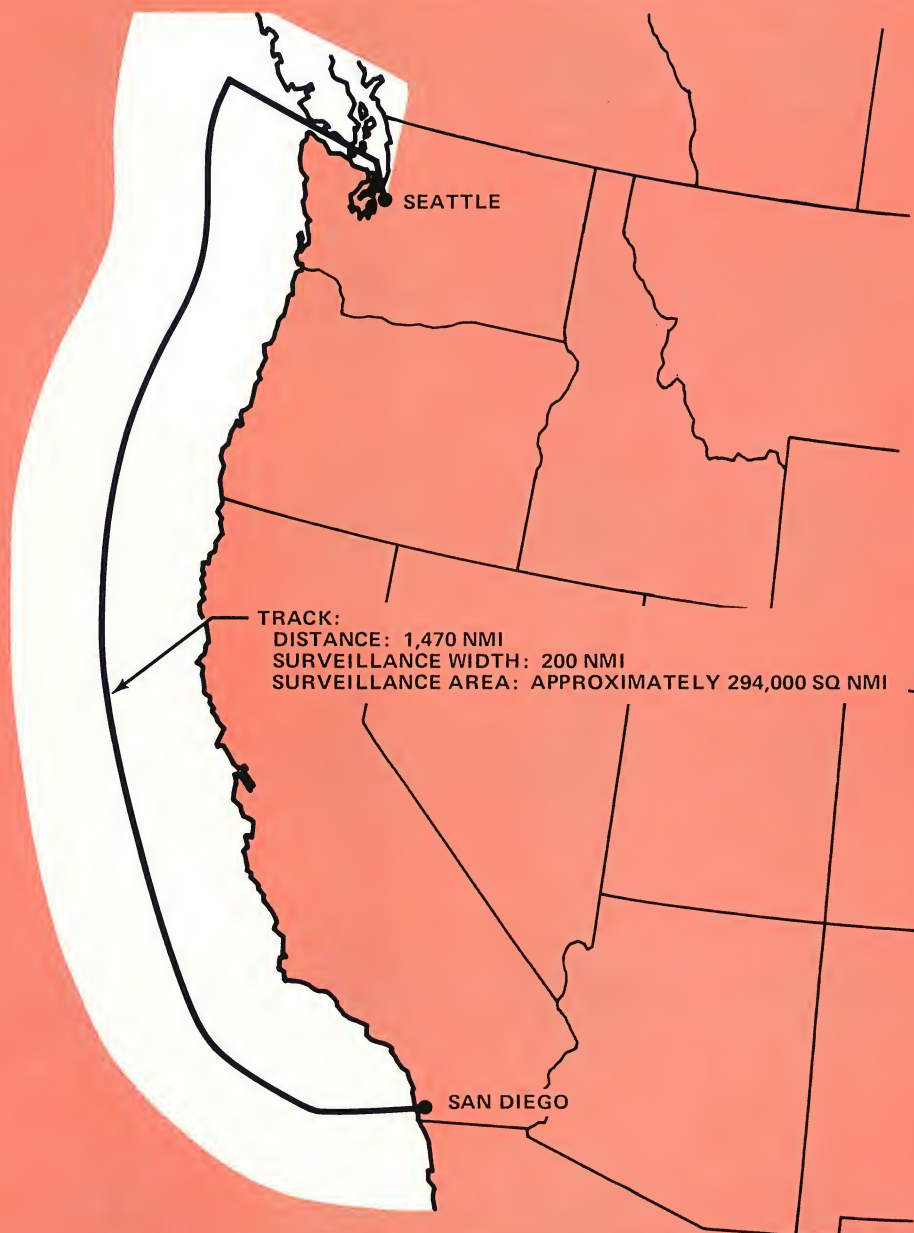 SEATTLE
TRACK:
DISTANCE: 1,470 NMI
SURVEILLANCE WIDTH: 200 NMI
SURVEILLANCE AREA: APPROXIMATELY 294,000 SQ NMI
SAN DIEGO